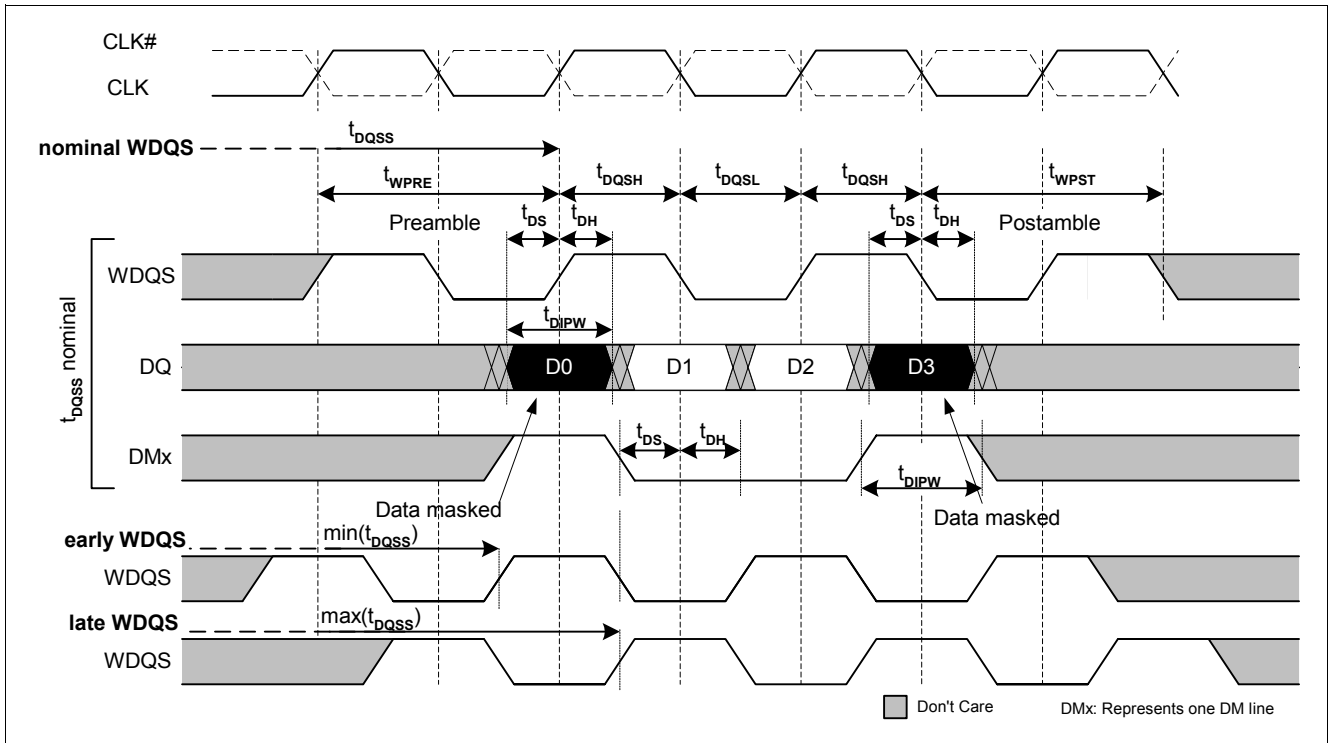 CLK#
CLK
nominal WDQS
tDQSS
tWPRE
tDQSH
tDQSL
tDQSH
tWPST
Preamble
tDS
tDH
tDS
tDH
Postamble
tDQSS nominal
WDQS
tDIPW
DQ
D0
D1
D2
D3
DMx
tDS
tDH
tDIPW
Data masked
Data masked
early WDQS
min(tDQSS)
WDQS
late WDQS
max(tDQSS)
WDQS
Don't Care
DMx: Represents one DM line